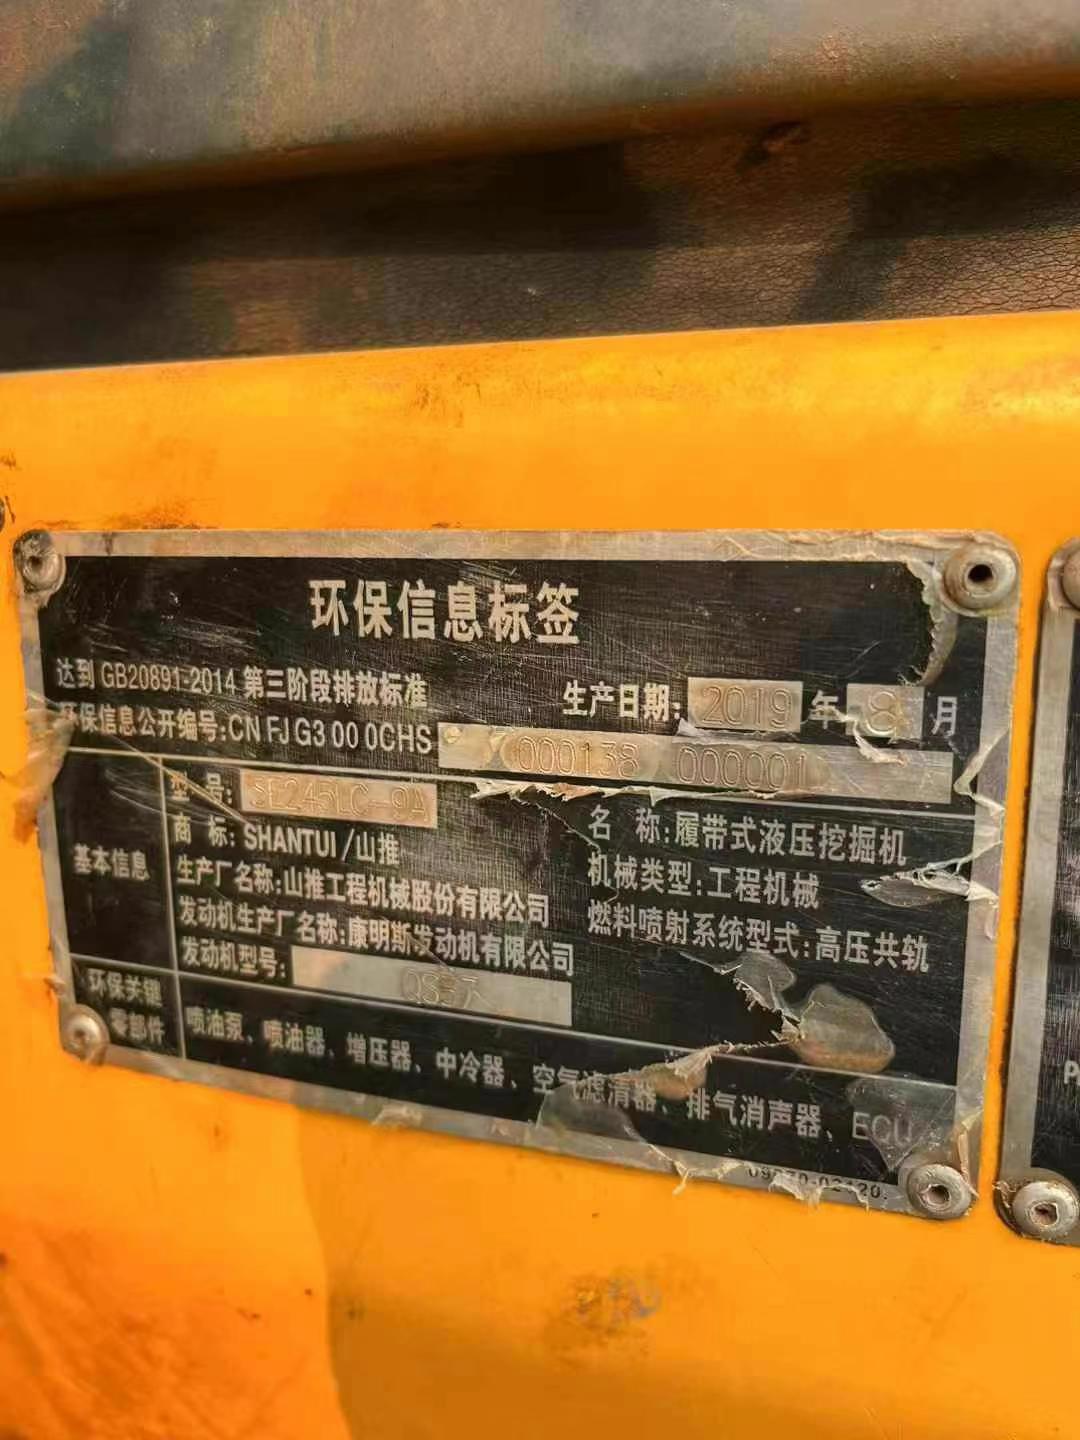 环保信息标签
达到 GB20891-2014 第三阶段排放标准
生产日期: 2019 年 8 月
环保信息公开编号:CN FJ G3 00 0CHS 000138 000001
基本信息
型 号: SE245LC-9A
商 标: SHANTUI/山推
生产厂名称:山推工程机械股份有限公司
发动机生产厂名称:康明斯发动机有限公司
发动机型号:
名 称:履带式液压挖掘机
机械类型:工程机械
燃料喷射系统型式:高压共轨
环保关键
零部件
喷油泵、喷油器、增压器、中冷器、空气滤清器、排气消声器、ECU